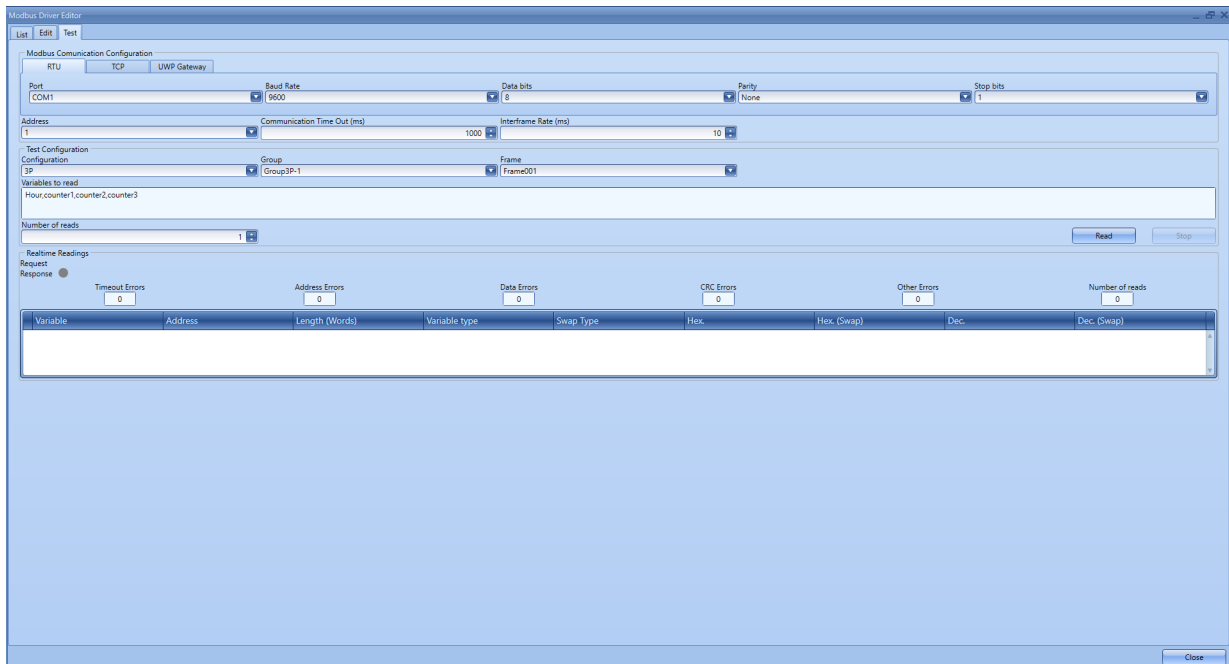 Modbus Driver Editor
List Edit Test
Modbus Comunication Configuration
RTU TCP UWP Gateway
Port Baud Rate Data bits Parity Stop bits
COM1 9600 8 None 1
Address Communication Time Out (ms) Interframe Rate (ms)
1 1000 10
Test Configuration
Configuration Group Frame
3P Group3P-1 Frame001
Variables to read
Hour,counter1,counter2,counter3
Number of reads
1 Read Stop
Realtime Readings
Request
Response
Timeout Errors Address Errors Data Errors CRC Errors Other Errors Number of reads
0 0 0 0 0 0
Variable Address Length (Words) Variable type Swap Type Hex. Hex. (Swap) Dec. Dec. (Swap)
Close